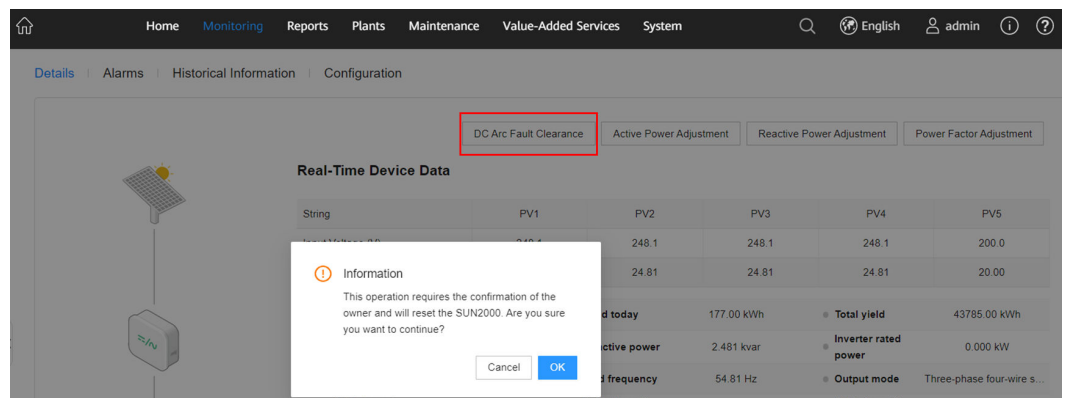 Home Monitoring Reports Plants Maintenance Value-Added Services System English admin
Details Alarms Historical Information Configuration
DC Arc Fault Clearance Active Power Adjustment Reactive Power Adjustment Power Factor Adjustment
Real-Time Device Data
String PV1 PV2 PV3 PV4 PV5
248.1 248.1 248.1 200.0
24.81 24.81 24.81 20.00
Information
This operation requires the confirmation of the
owner and will reset the SUN2000. Are you sure
you want to continue?
Cancel OK
d today 177.00 kWh Total yield 43785.00 kWh
active power 2.481 kvar Inverter rated
power 0.000 kW
d frequency 54.81 Hz Output mode Three-phase four-wire s...